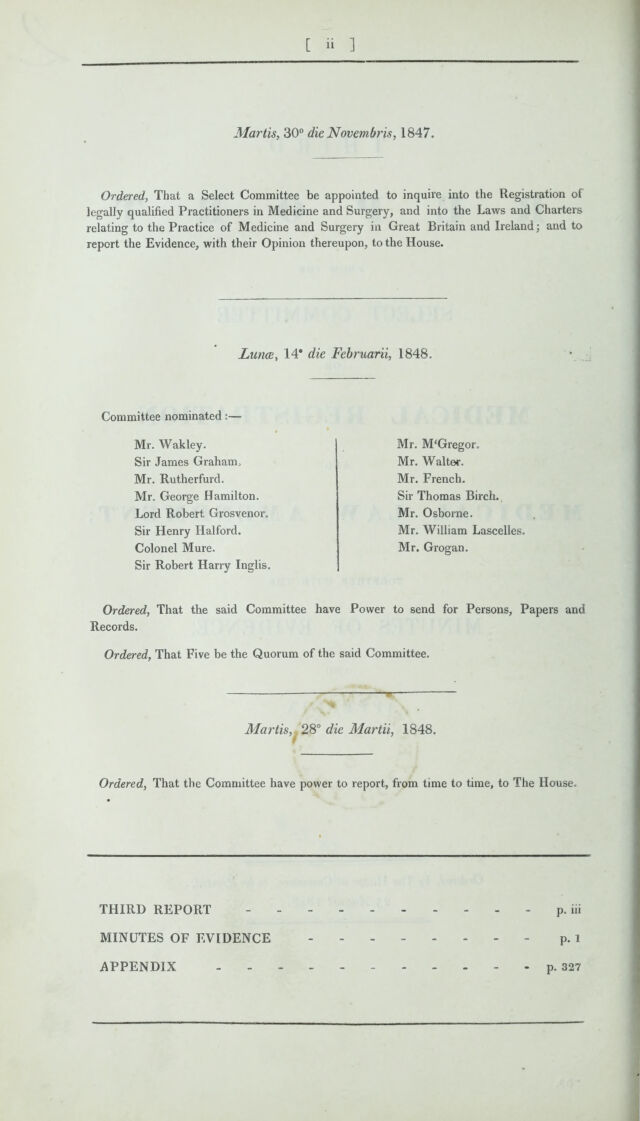 [ ii ]
Martis, 30° die Novembris, 1847.
Ordered, That a Select Committee be appointed to inquire into the Registration of
legally qualified Practitioners in Medicine and Surgery, and into the Laws and Charters
relating to the Practice of Medicine and Surgery in Great Britain and Ireland; and to
report the Evidence, with their Opinion thereupon, to the House.
Lunæ, 14° die Februarii, 1848.
Committee nominated :—
Mr. Wakley.
Sir James Graham.
Mr. Rutherfurd.
Mr. George Hamilton.
Lord Robert Grosvenor.
Sir Henry Halford.
Colonel Mure.
Sir Robert Harry Inglis.
Mr. M'Gregor.
Mr. Walter.
Mr. French.
Sir Thomas Birch.
Mr. Osborne.
Mr. William Lascelles.
Mr. Grogan.
Ordered, That the said Committee have Power to send for Persons, Papers and
Records.
Ordered, That Five be the Quorum of the said Committee.
Martis, 28° die Martii, 1848.
Ordered, That the Committee have power to report, from time to time, to The House.
THIRD REPORT - - - - - - - - - - p. iii
MINUTES OF EVIDENCE - - - - - - - - p. 1
APPENDIX - - - - - - - - - - - p. 327